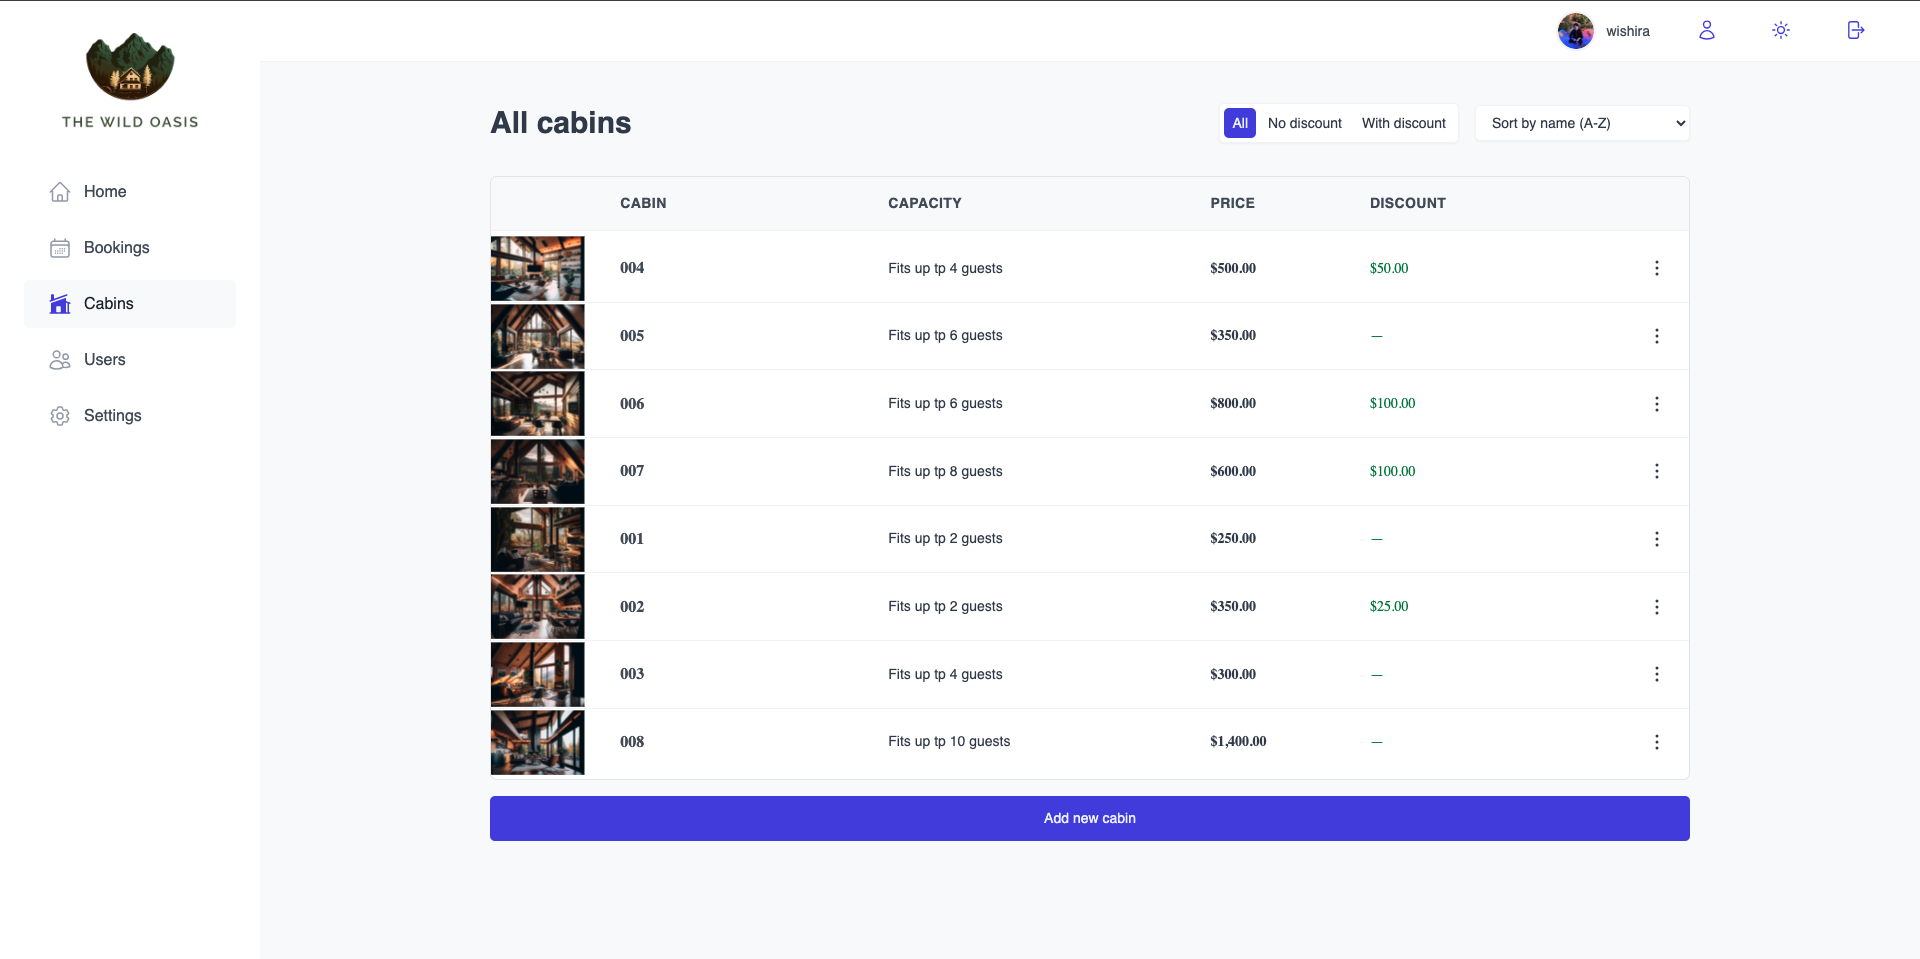 THE WILD OASIS
Home
Bookings
Cabins
Users
Settings
wishira
All cabins
All No discount With discount Sort by name (A-Z)
CABIN CAPACITY PRICE DISCOUNT
004 Fits up tp 4 guests $500.00 $50.00
005 Fits up tp 6 guests $350.00 —
006 Fits up tp 6 guests $800.00 $100.00
007 Fits up tp 8 guests $600.00 $100.00
001 Fits up tp 2 guests $250.00 —
002 Fits up tp 2 guests $350.00 $25.00
003 Fits up tp 4 guests $300.00 —
008 Fits up tp 10 guests $1,400.00 —
Add new cabin